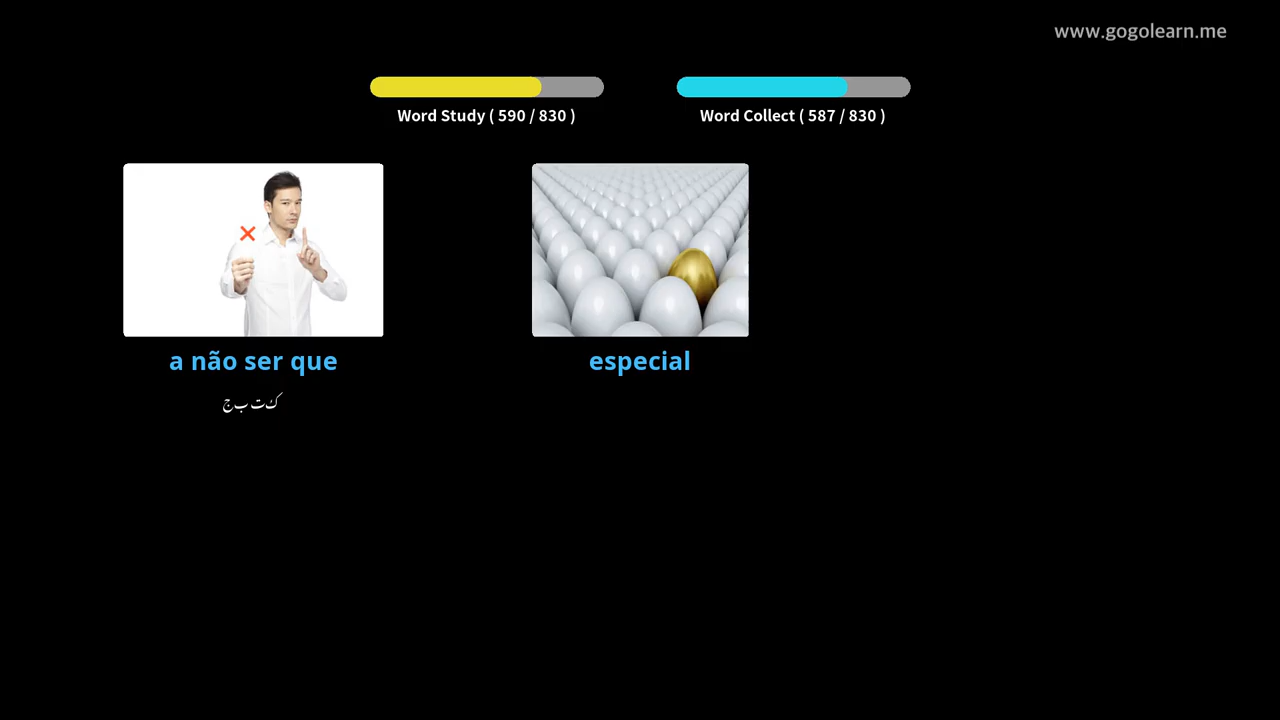 www.gogolearn.me
Word Study ( 590 / 830 )
Word Collect ( 587 / 830 )
a não ser que
especial
ک ت ب ج